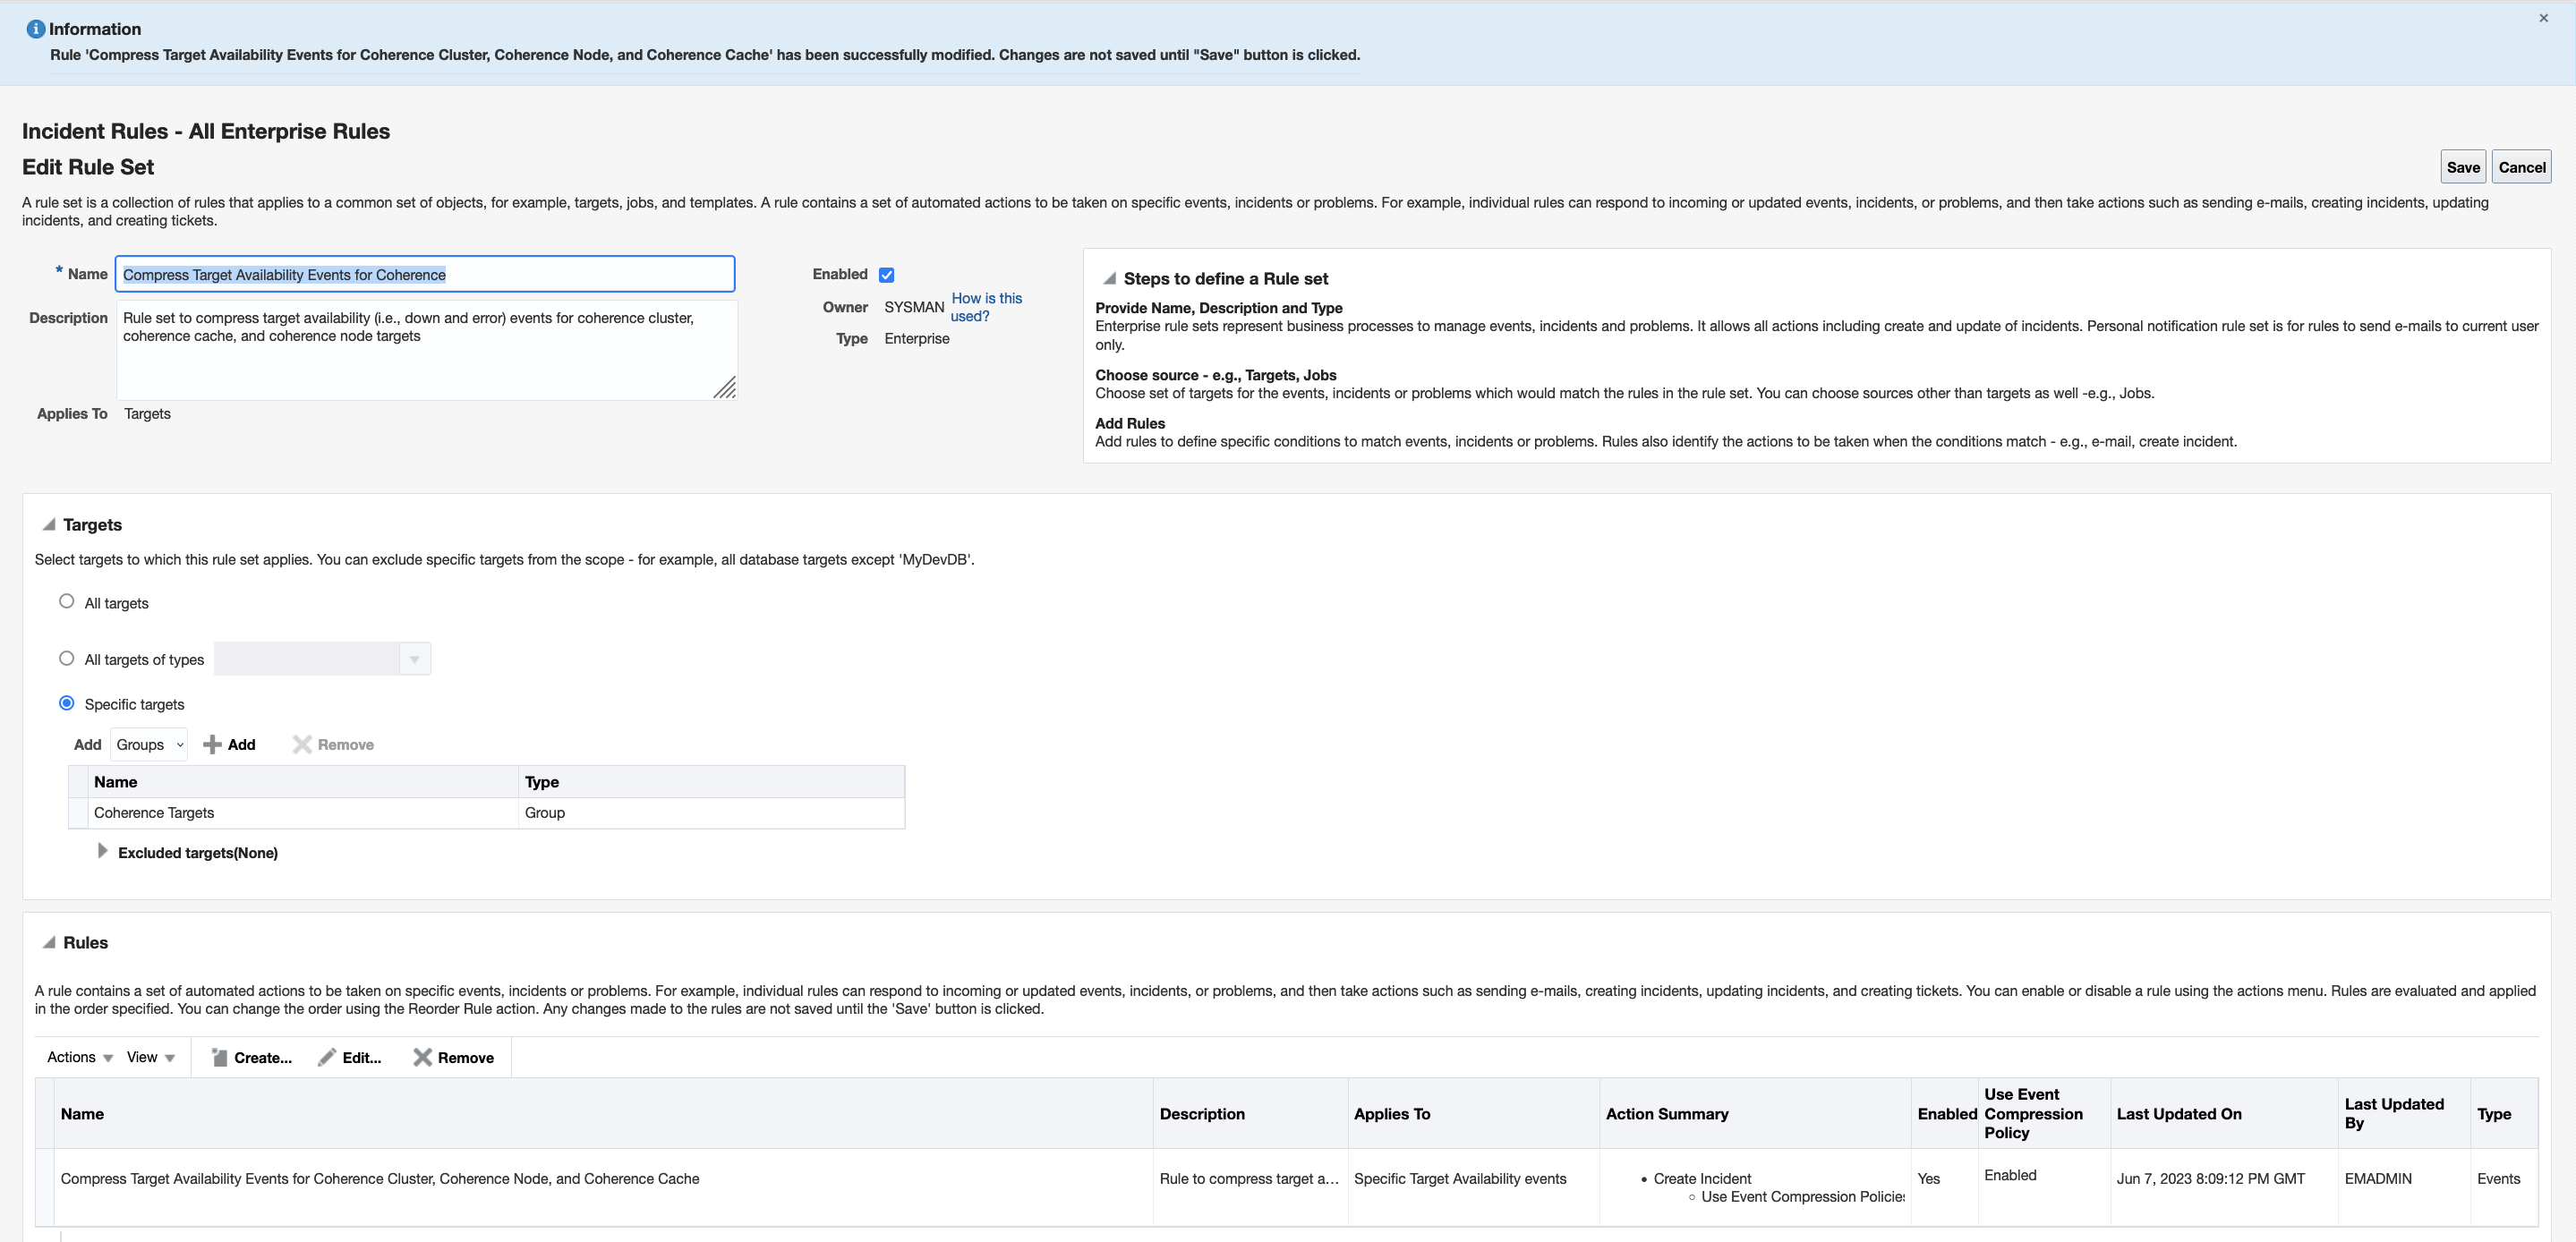 Information
Rule 'Compress Target Availability Events for Coherence Cluster, Coherence Node, and Coherence Cache' has been successfully modified. Changes are not saved until "Save" button is clicked.
Incident Rules - All Enterprise Rules
Edit Rule Set
Save Cancel
A rule set is a collection of rules that applies to a common set of objects, for example, targets, jobs, and templates. A rule contains a set of automated actions to be taken on specific events, incidents or problems. For example, individual rules can respond to incoming or updated events, incidents, or problems, and then take actions such as sending e-mails, creating incidents, updating
incidents, and creating tickets.
* Name Compress Target Availability Events for Coherence
Description Rule set to compress target availability (i.e., down and error) events for coherence cluster,
coherence cache, and coherence node targets
Applies To Targets
Enabled
Owner SYSMAN How is this
used?
Type Enterprise
Steps to define a Rule set
Provide Name, Description and Type
Enterprise rule sets represent business processes to manage events, incidents and problems. It allows all actions including create and update of incidents. Personal notification rule set is for rules to send e-mails to current user
only.
Choose source - e.g., Targets, Jobs
Choose set of targets for the events, incidents or problems which would match the rules in the rule set. You can choose sources other than targets as well -e.g., Jobs.
Add Rules
Add rules to define specific conditions to match events, incidents or problems. Rules also identify the actions to be taken when the conditions match - e.g., e-mail, create incident.
Targets
Select targets to which this rule set applies. You can exclude specific targets from the scope - for example, all database targets except 'MyDevDB'.
All targets
All targets of types
Specific targets
Add Groups Add Remove
Name Type
Coherence Targets Group
Excluded targets(None)
Rules
A rule contains a set of automated actions to be taken on specific events, incidents or problems. For example, individual rules can respond to incoming or updated events, incidents, or problems, and then take actions such as sending e-mails, creating incidents, updating incidents, and creating tickets. You can enable or disable a rule using the actions menu. Rules are evaluated and applied
in the order specified. You can change the order using the Reorder Rule action. Any changes made to the rules are not saved until the 'Save' button is clicked.
Actions View Create... Edit... Remove
Name Description Applies To Action Summary Enabled Use Event
Compression
Policy Last Updated On Last Updated
By Type
Compress Target Availability Events for Coherence Cluster, Coherence Node, and Coherence Cache Rule to compress target a... Specific Target Availability events • Create Incident Yes Enabled Jun 7, 2023 8:09:12 PM GMT EMADMIN Events
Use Event Compression Policies